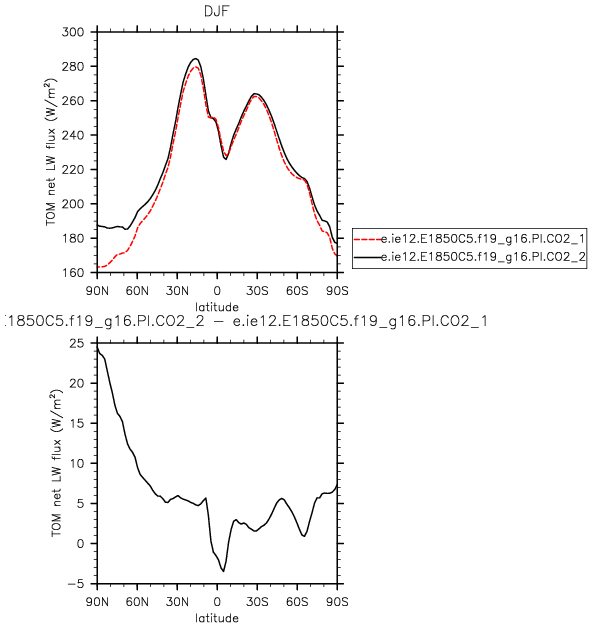 DJF
TOM net LW flux (W/m²)
300
280
260
240
220
200
180
160
90N 60N 30N 0 30S 60S 90S
latitude
e.ie12.E1850C5.f19_g16.PI.CO2_1
e.ie12.E1850C5.f19_g16.PI.CO2_2
:1850C5.f19_g16.PI.CO2_2 − e.ie12.E1850C5.f19_g16.PI.CO2_1
TOM net LW flux (W/m²)
25
20
15
10
5
0
−5
90N 60N 30N 0 30S 60S 90S
latitude